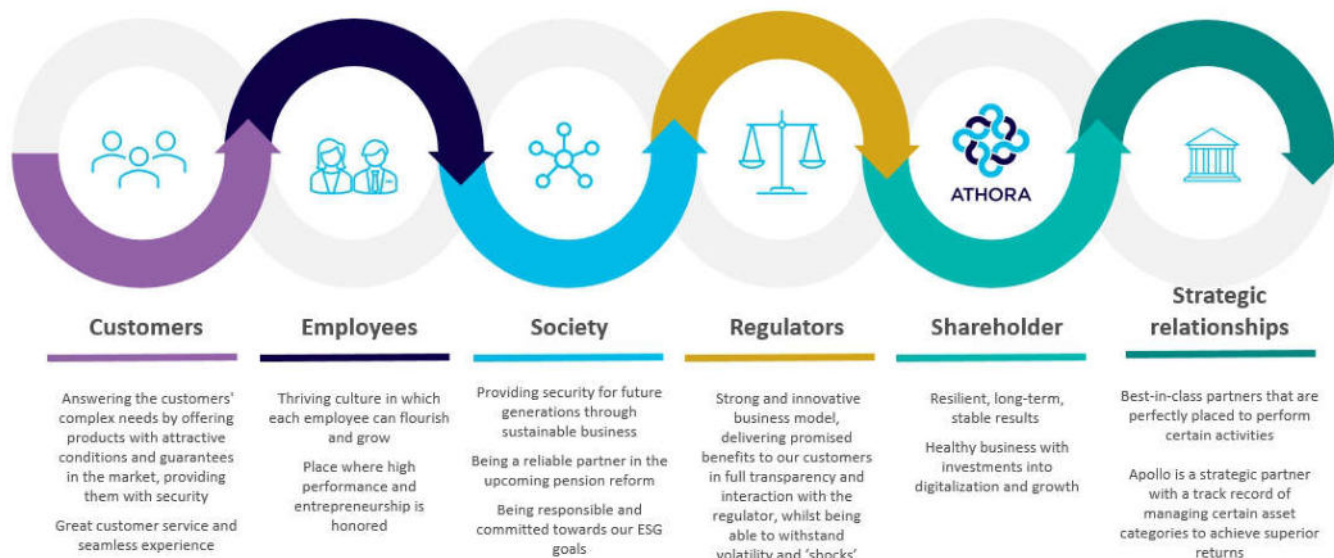 ATHORA
Customers
Answering the customers'
complex needs by offering
products with attractive
conditions and guarantees
in the market, providing
them with security
Great customer service and
seamless experience
Employees
Thriving culture in which
each employee can flourish
and grow
Place where high
performance and
entrepreneurship is
honored
Society
Providing security for future
generations through
sustainable business
Being a reliable partner in the
upcoming pension reform
Being responsible and
committed towards our ESG
goals
Regulators
Strong and innovative
business model,
delivering promised
benefits to our customers
in full transparency and
interaction with the
regulator, whilst being
able to withstand
volatility and ‘shocks’
Shareholder
Resilient, long-term,
stable results
Healthy business with
investments into
digitalization and growth
Strategic
relationships
Best-in-class partners that are
perfectly placed to perform
certain activities
Apollo is a strategic partner
with a track record of
managing certain asset
categories to achieve superior
returns